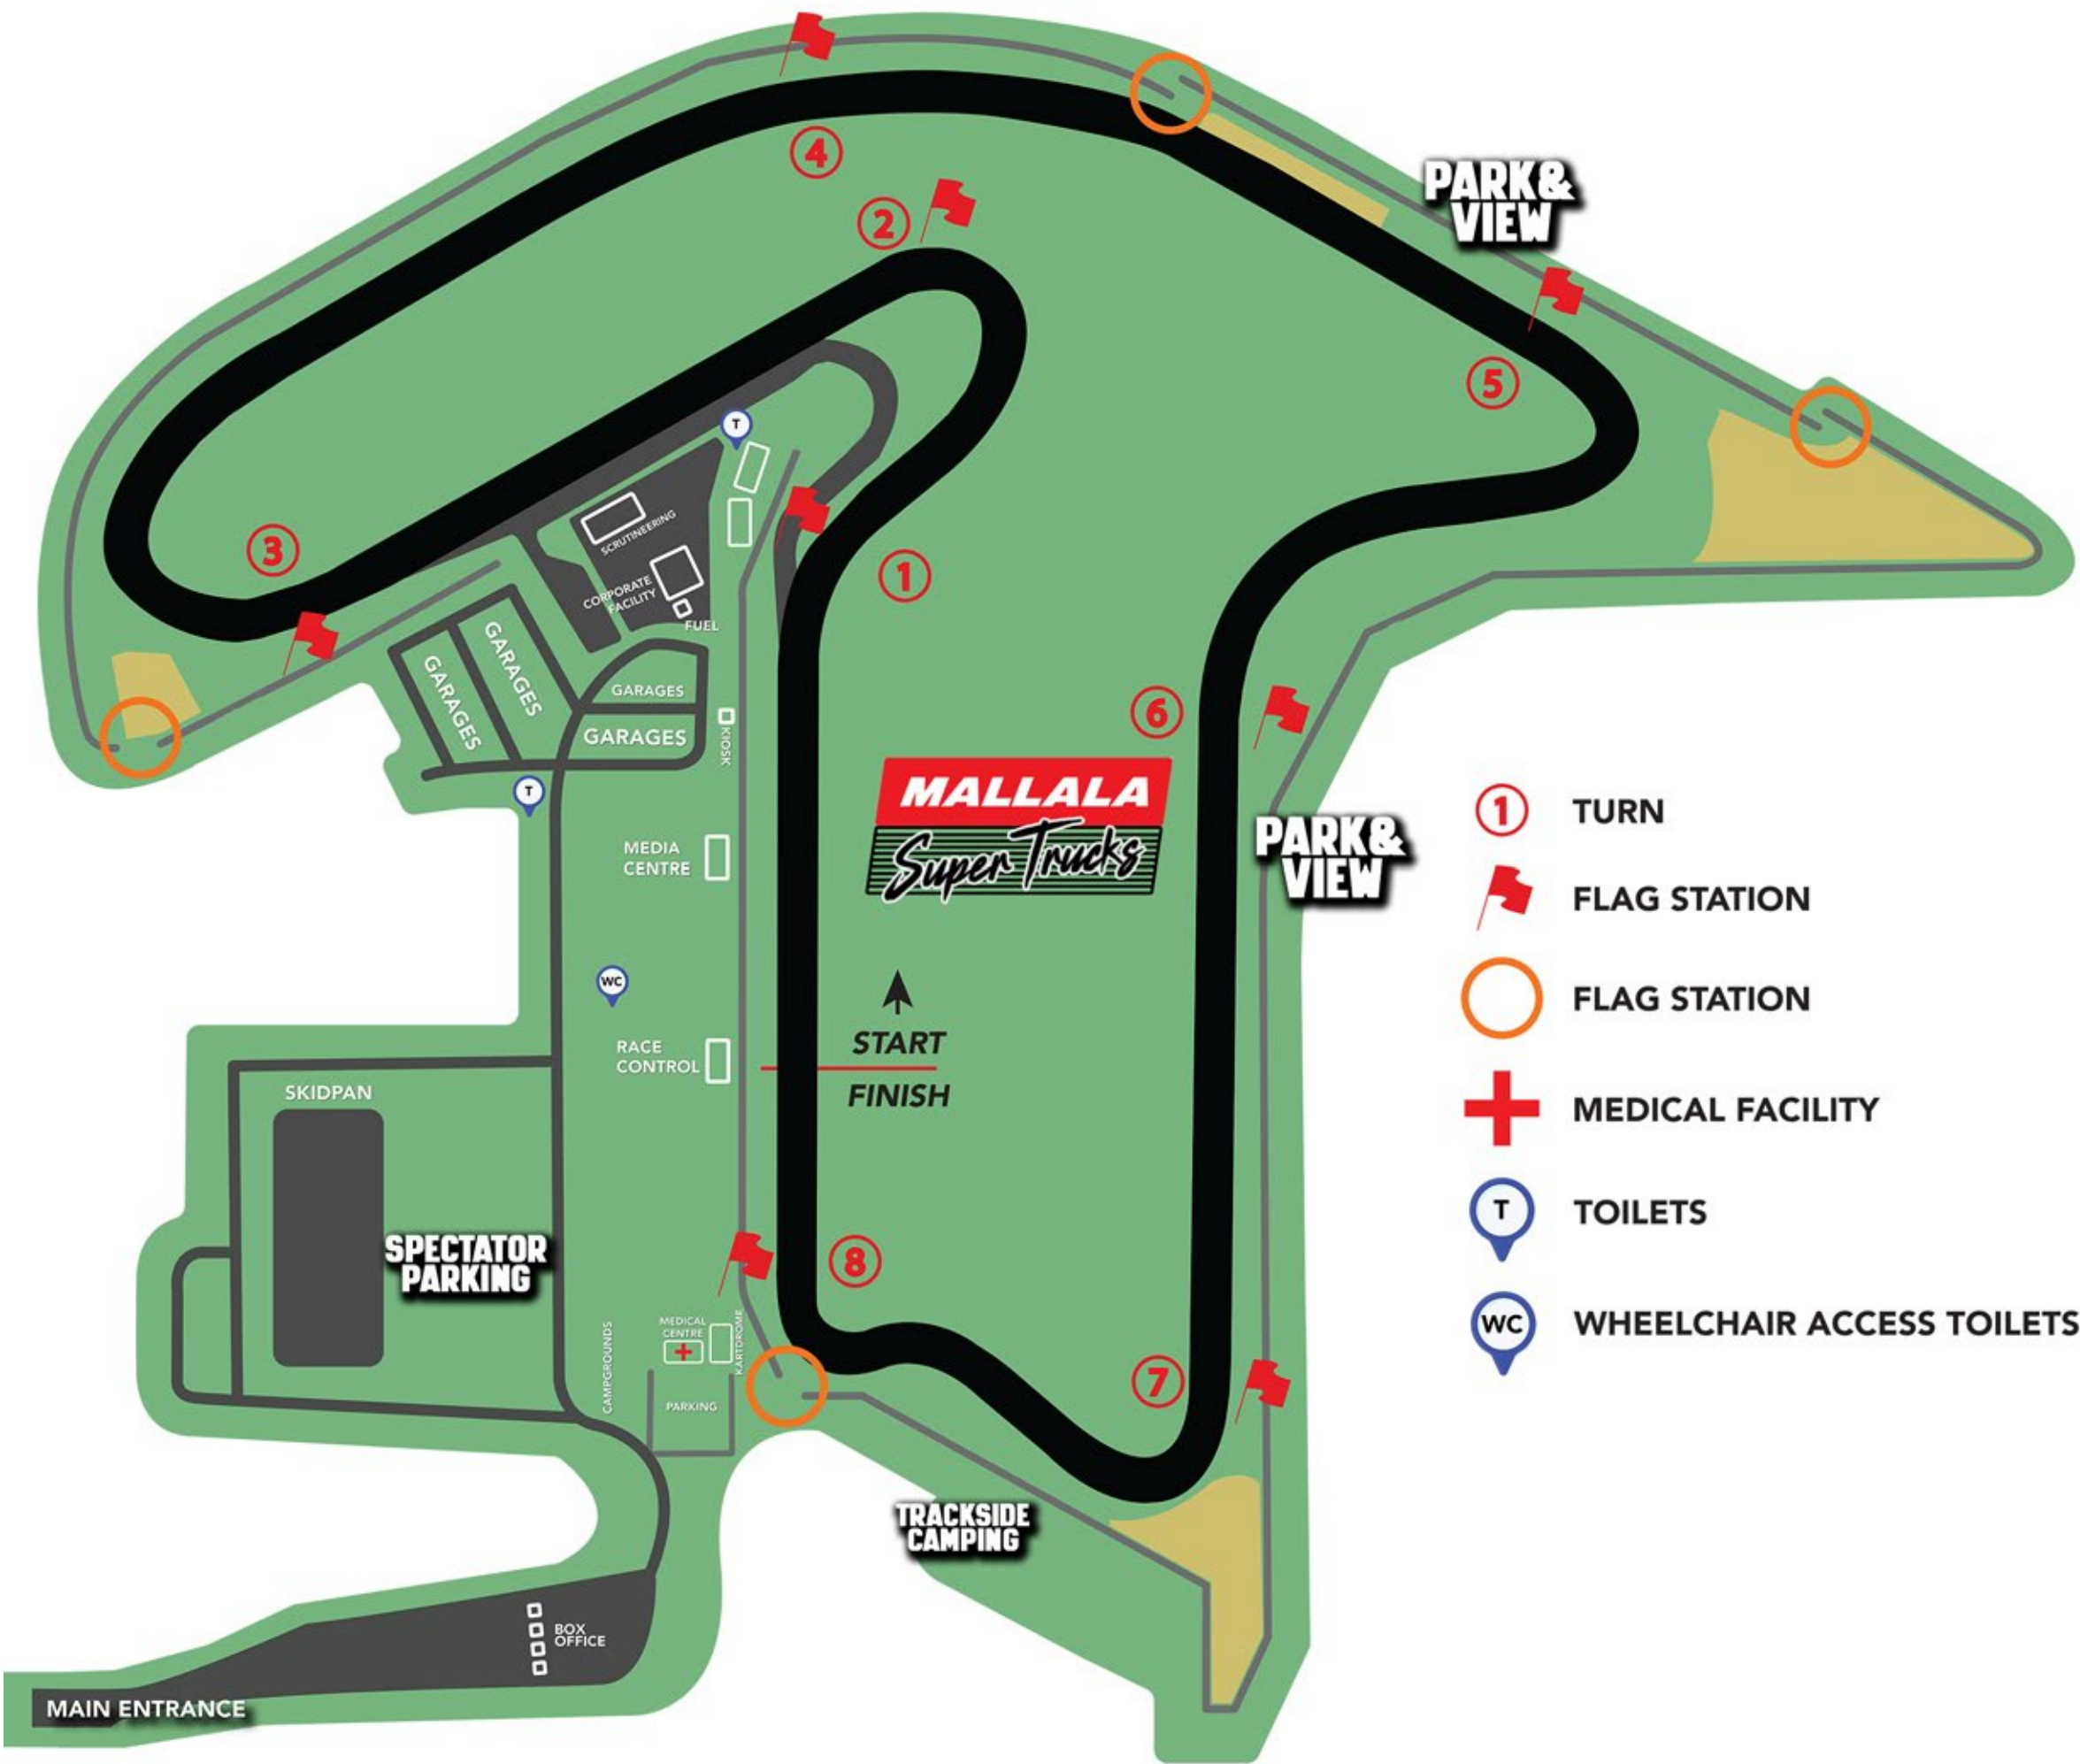 4
2
PARK&
VIEW
5
T
SCRUTINEERING
3
CORPORATE
FACILITY
1
FUEL
GARAGES
GARAGES
GARAGES
GARAGES
KIOSK
6
T
MALLALA
Super Trucks
PARK&
VIEW
MEDIA
CENTRE
WC
START
FINISH
RACE
CONTROL
SKIDPAN
SPECTATOR
PARKING
8
MEDICAL
CENTRE
KARTDROME
CAMPGROUNDS
PARKING
7
TRACKSIDE
CAMPING
BOX
OFFICE
MAIN ENTRANCE
1 TURN
FLAG STATION
FLAG STATION
MEDICAL FACILITY
T TOILETS
WC WHEELCHAIR ACCESS TOILETS